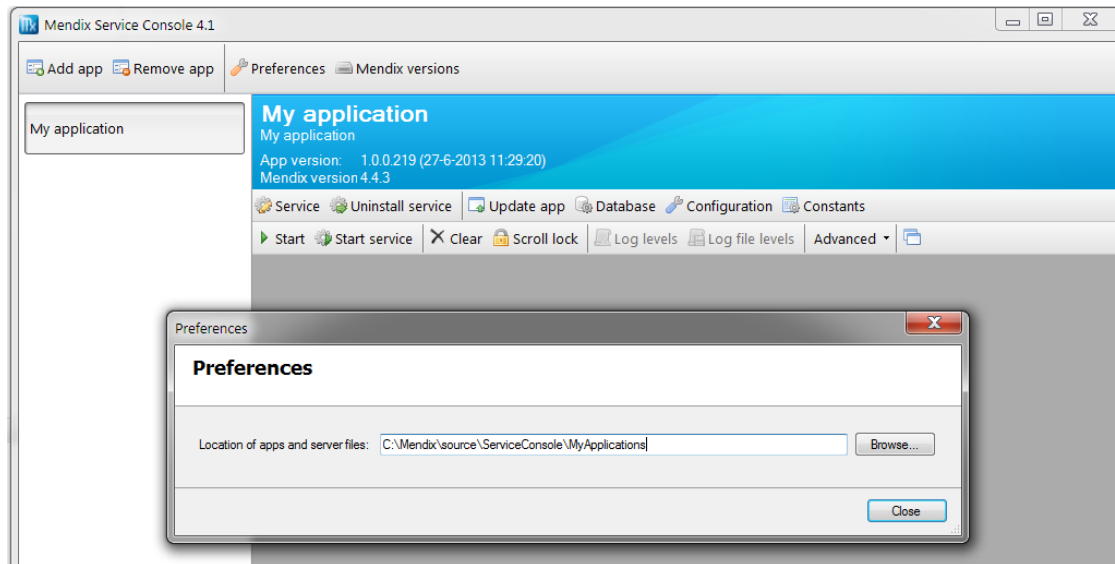 Mendix Service Console 4.1
Add app Remove app Preferences Mendix versions
My application
My application
My application
App version: 1.0.0.219 (27-6-2013 11:29:20)
Mendix version 4.4.3
Service Uninstall service Update app Database Configuration Constants
Start Start service Clear Scroll lock Log levels Log file levels Advanced
Preferences
Preferences
Location of apps and server files: C:\Mendix\source\ServiceConsole\MyApplications Browse...
Close